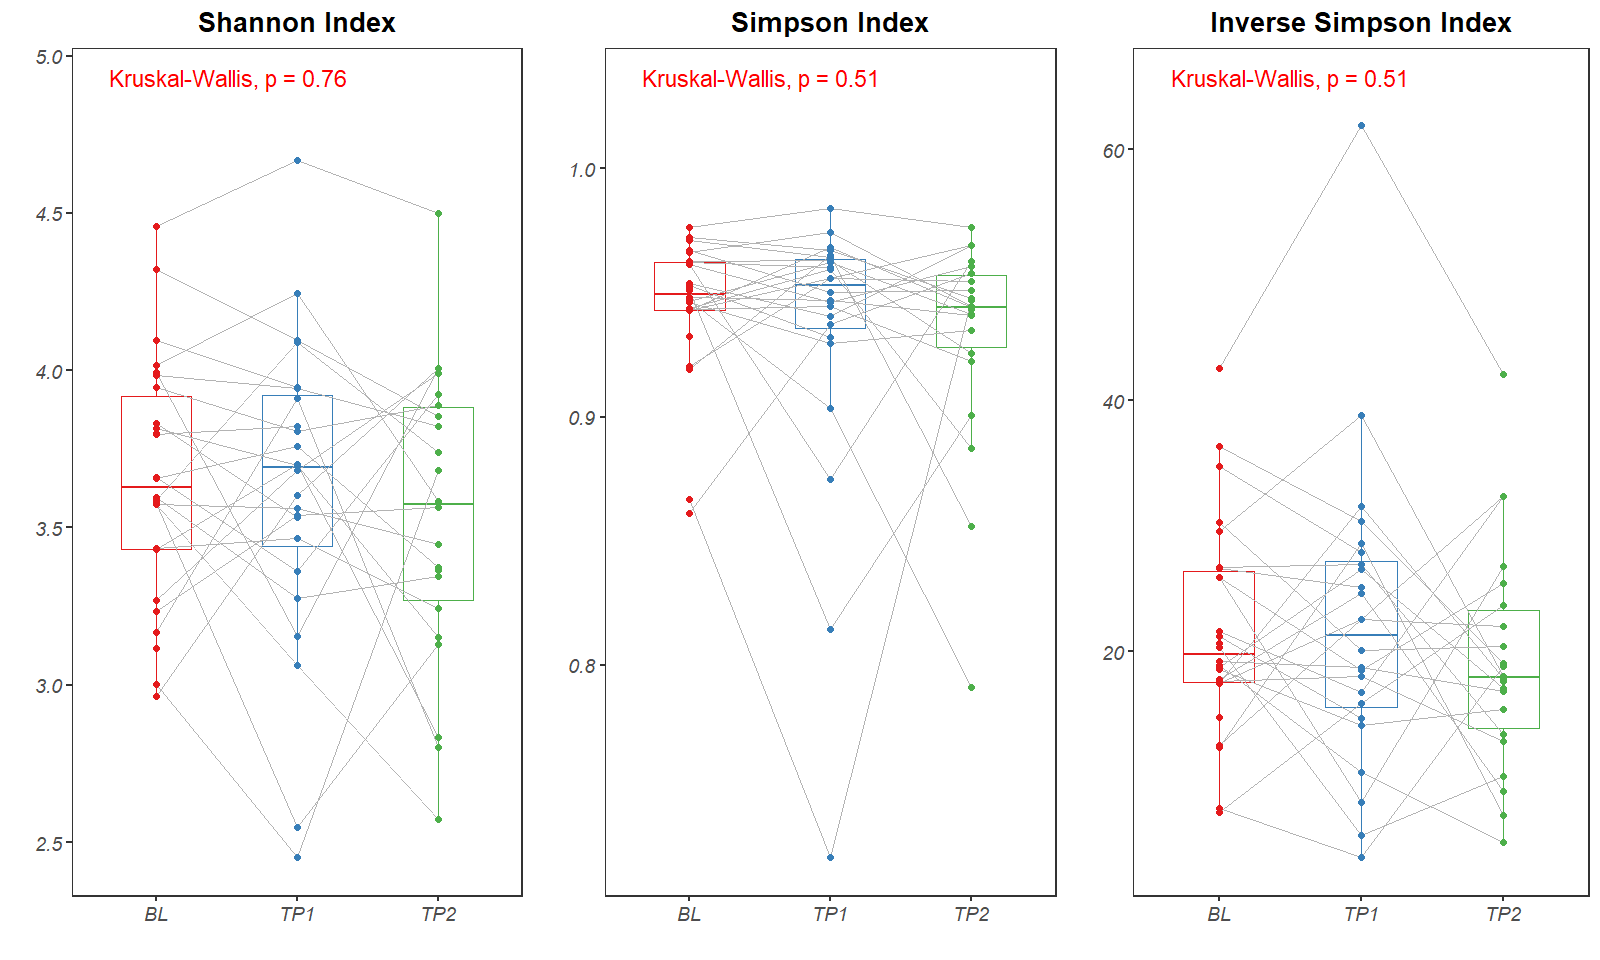 Shannon Index
Kruskal-Wallis, p = 0.76
5.0
4.5
4.0
3.5
3.0
2.5
BL
TP1
TP2
Simpson Index
Kruskal-Wallis, p = 0.51
1.0
0.9
0.8
BL
TP1
TP2
Inverse Simpson Index
Kruskal-Wallis, p = 0.51
60
40
20
BL
TP1
TP2